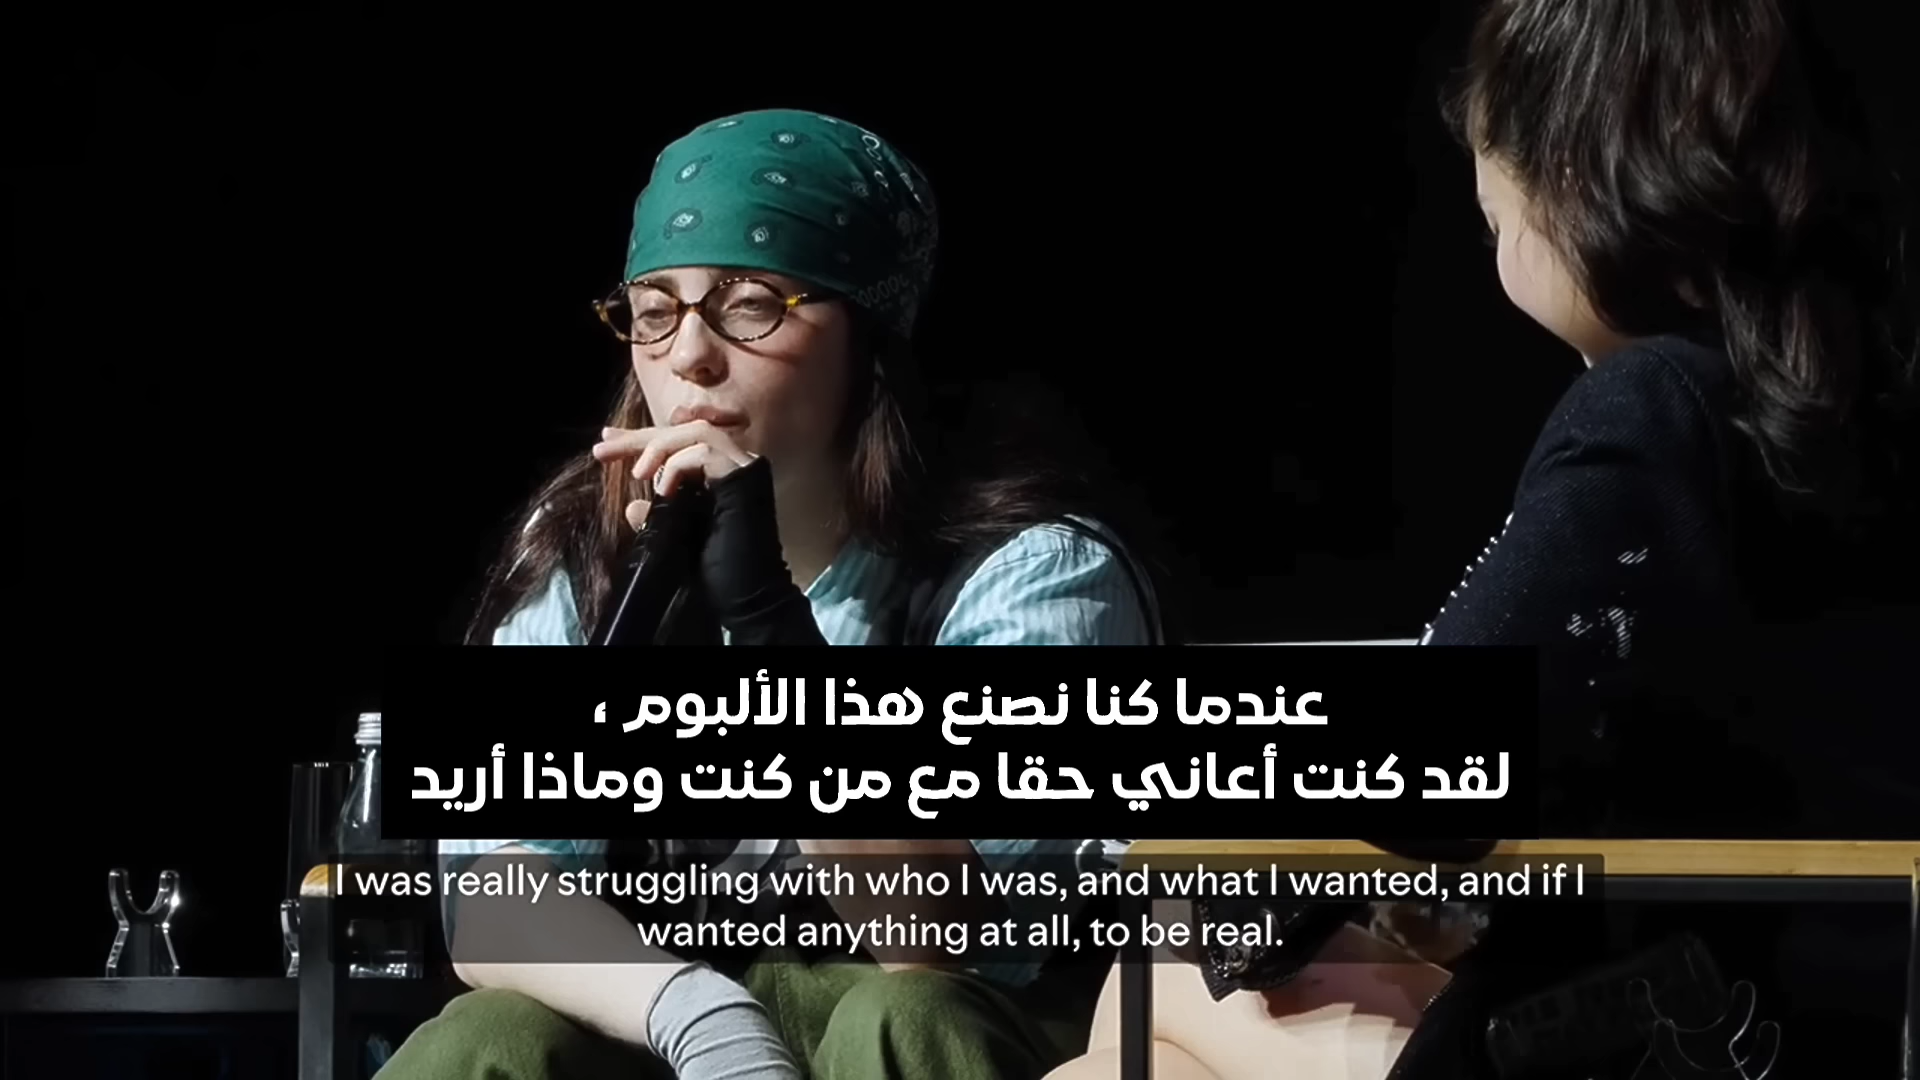 عندما كنا نصنع هذا الألبوم ،
لقد كنت أعاني حقا مع من كنت وماذا أريد
I was really struggling with who I was, and what I wanted, and if I
wanted anything at all, to be real.